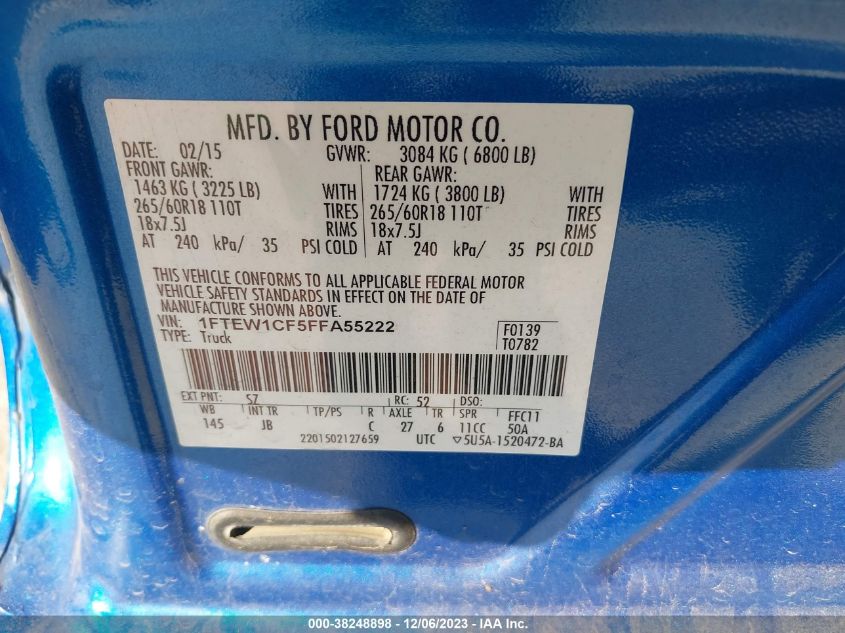 MFD. BY FORD MOTOR CO.
DATE: 02/15 GVWR: 3084 KG ( 6800 LB)
FRONT GAWR: REAR GAWR:
1463 KG ( 3225 LB) WITH 1724 KG ( 3800 LB) WITH
265/60R18 110T TIRES 265/60R18 110T TIRES
18x7.5J RIMS 18x7.5J RIMS
AT 240 kPa/ 35 PSI COLD AT 240 kPa/ 35 PSI COLD
THIS VEHICLE CONFORMS TO ALL APPLICABLE FEDERAL MOTOR
VEHICLE SAFETY STANDARDS IN EFFECT ON THE DATE OF
MANUFACTURE SHOWN ABOVE.
VIN: 1FTEW1CF5FFA55222 F0139
TYPE: Truck T0782
EXT PNT: SZ RC: 52 DSO:
WB INT TR TP/PS R AXLE TR SPR FFC11
145 JB C 27 6 11CC 50A
2201502127659 UTC ▽5U5A-1520472-BA
000-38248898 - 12/06/2023 - IAA Inc.